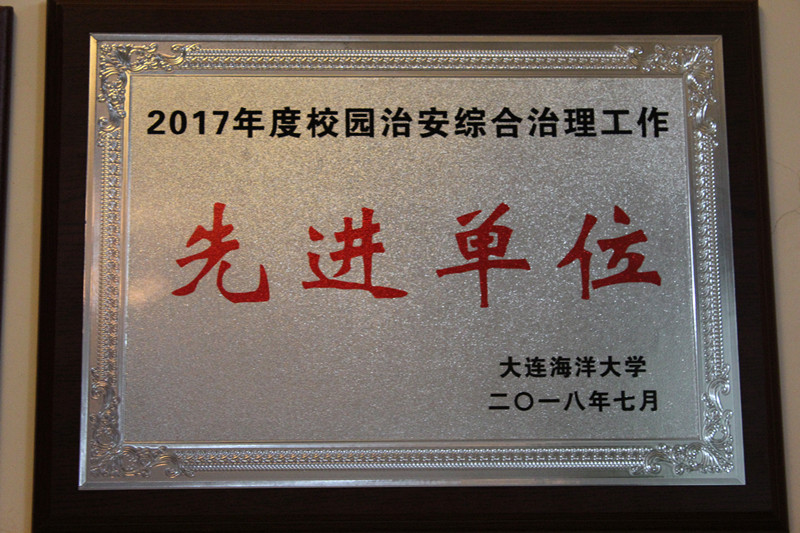 2017年度校园治安综合治理工作
先进单位
大连海洋大学
二〇一八年七月